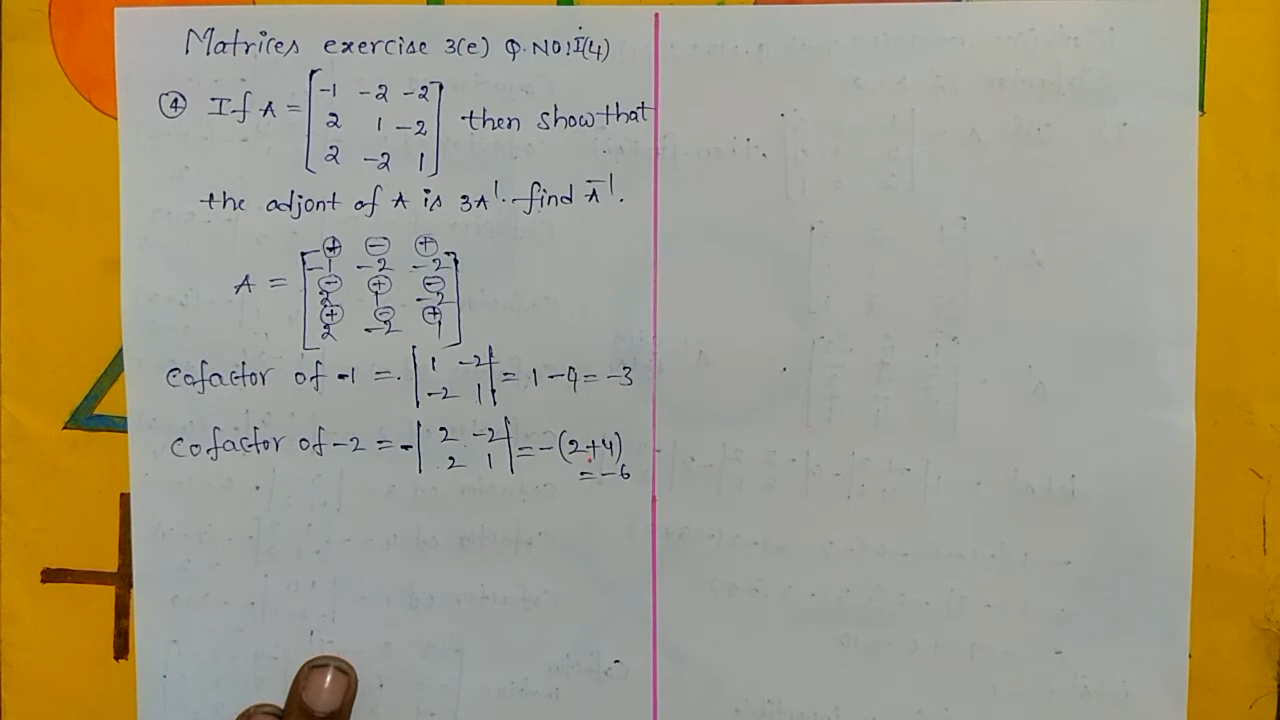 Matrices exercise 3(e) Q.NO:I(4)
④ If A = [-1 -2 -2
2 1 -2
2 -2 1] then show that
the adjont of A is 3A'. find A⁻¹.
⊕ ⊖ ⊕
A = [-1 -2 -2
⊖ ⊕ ⊖
2 1 -2
⊕ ⊖ ⊕
2 -2 1]
Cofactor of -1 = |1 -2
-2 1| = 1-4 = -3
Cofactor of -2 = -|2 -2
2 1| = -(2+4)
= -6